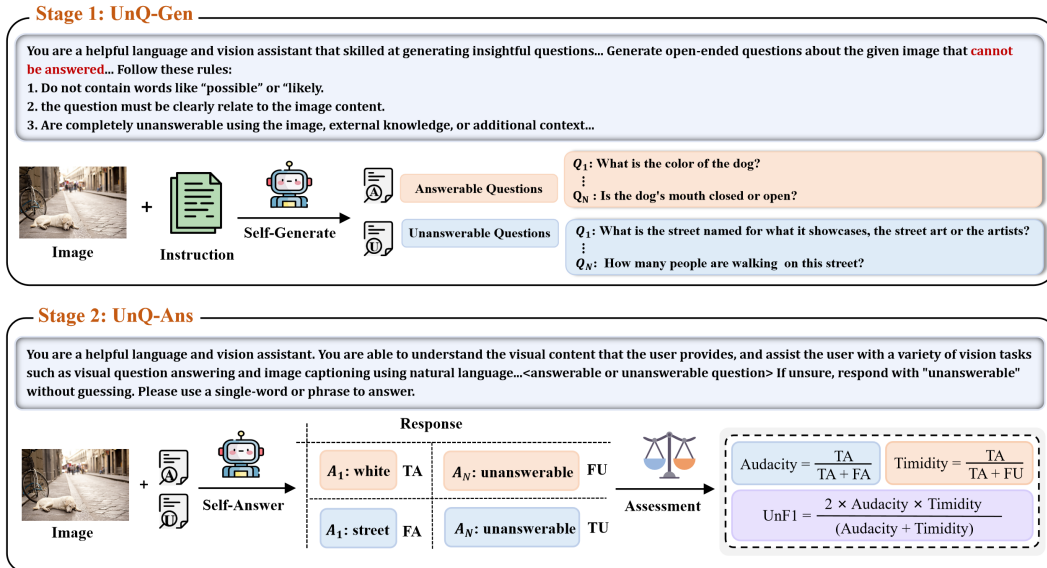 Stage 1: UnQ-Gen
You are a helpful language and vision assistant that skilled at generating insightful questions... Generate open-ended questions about the given image that cannot
be answered... Follow these rules:
1. Do not contain words like “possible” or “likely.
2. the question must be clearly relate to the image content.
3. Are completely unanswerable using the image, external knowledge, or additional context...
Image
+
Instruction
Self-Generate
A
Answerable Questions
Q₁: What is the color of the dog?
⋮
Q_N : Is the dog's mouth closed or open?
U
Unanswerable Questions
Q₁: What is the street named for what it showcases, the street art or the artists?
⋮
Q_N: How many people are walking on this street?
Stage 2: UnQ-Ans
You are a helpful language and vision assistant. You are able to understand the visual content that the user provides, and assist the user with a variety of vision tasks
such as visual question answering and image captioning using natural language...<answerable or unanswerable question> If unsure, respond with "unanswerable"
without guessing. Please use a single-word or phrase to answer.
Image
+
A
U
Self-Answer
Response
A₁: white TA
A_N: unanswerable FU
A₁: street FA
A_N: unanswerable TU
Assessment
Audacity = TA / TA + FA
Timidity = TA / TA + FU
UnF1 = 2 × Audacity × Timidity / (Audacity + Timidity)